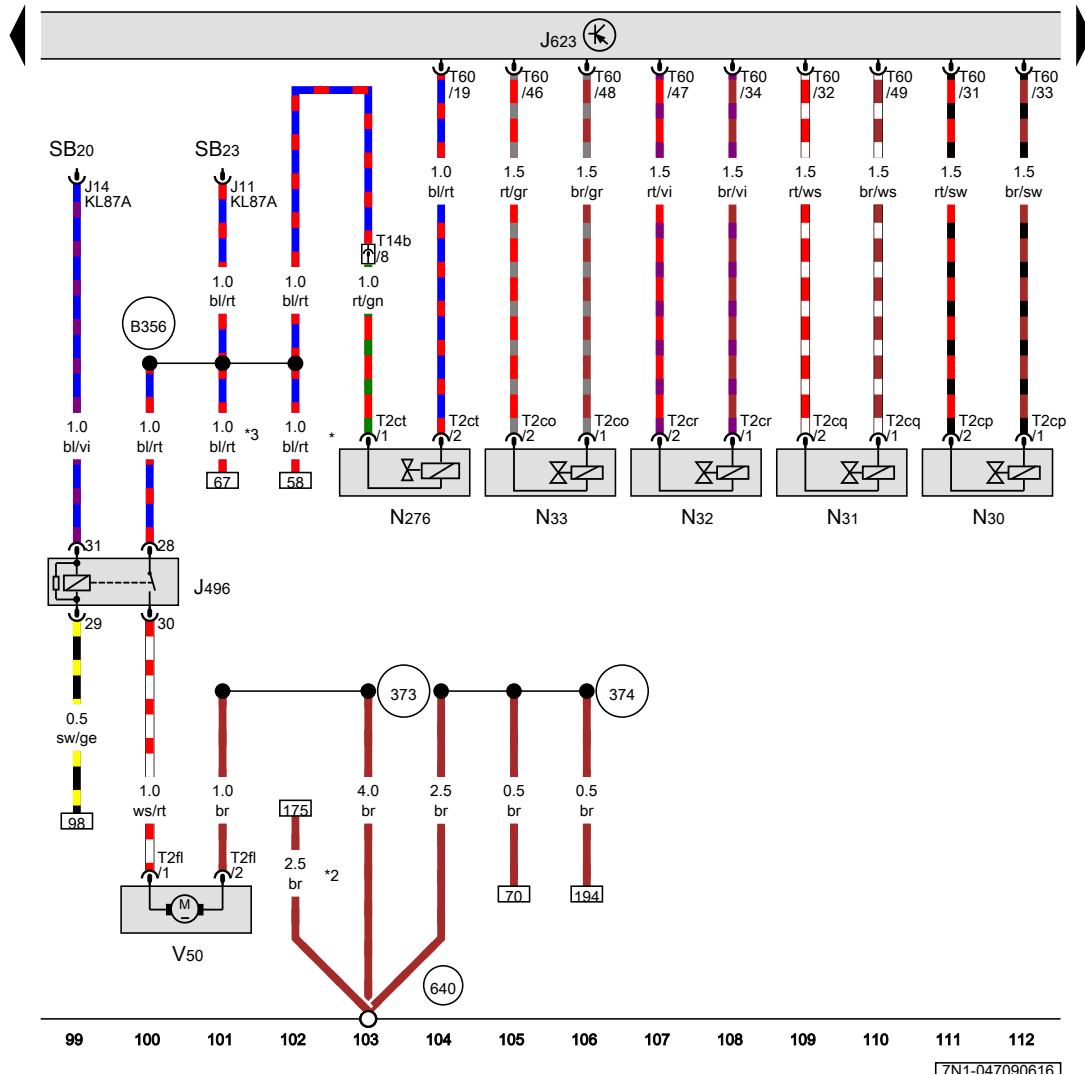 J623
T60 T60 T60 T60 T60 T60 T60 T60 T60
/19 /46 /48 /47 /34 /32 /49 /31 /33
SB20 SB23
J14 J11
KL87A KL87A
1.0 1.5 1.5 1.5 1.5 1.5 1.5 1.5 1.5
bl/rt rt/gr br/gr rt/vi br/vi rt/ws br/ws rt/sw br/sw
T14b
/8
1.0 1.0 1.0
bl/rt bl/rt rt/gn
B356
1.0 1.0 1.0 *3 1.0 *
bl/vi bl/rt bl/rt bl/rt
T2ct T2ct T2co T2co T2cr T2cr T2cq T2cq T2cp T2cp
/1 /2 /2 /1 /2 /1 /2 /1 /2 /1
67 58
N276 N33 N32 N31 N30
31 28
J496
29 30
373 374
0.5
sw/ge
1.0 1.0 4.0 2.5 0.5 0.5
ws/rt br br br br br
175
98
T2fl T2fl
/1 /2
2.5 *2
br
70 194
M
V50
640
99 100 101 102 103 104 105 106 107 108 109 110 111 112
7N1-047090616